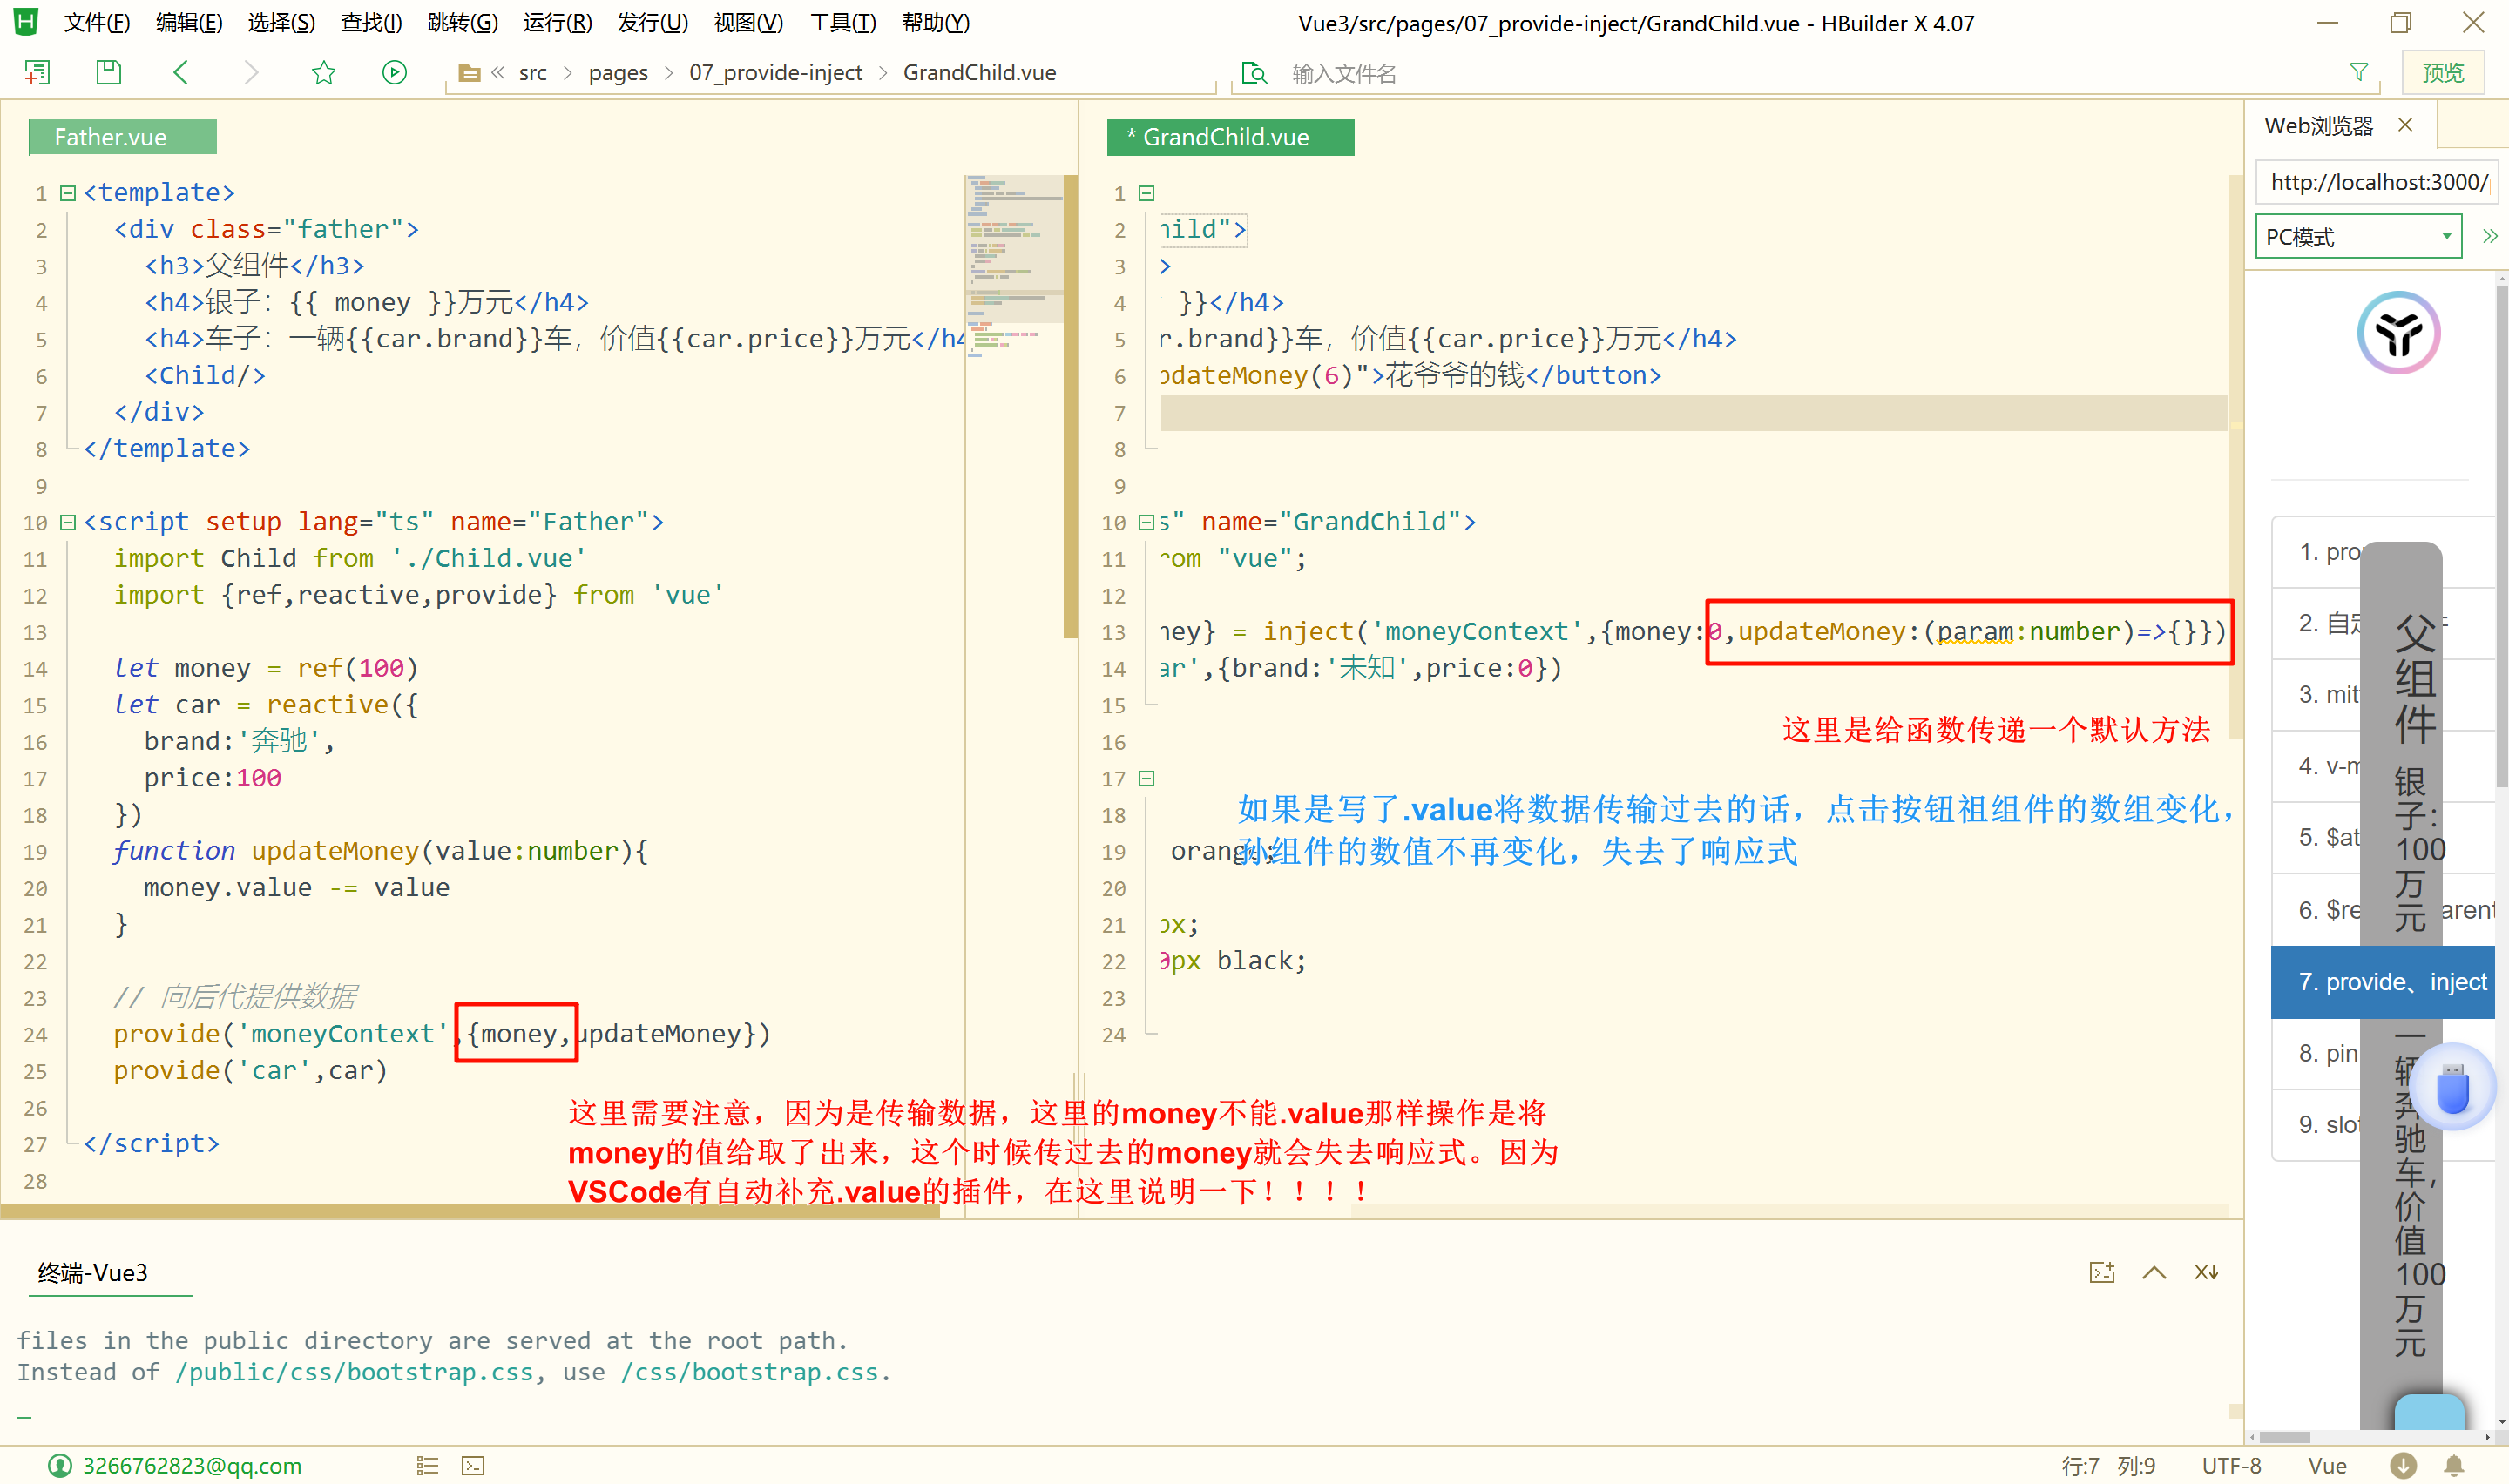 文件(F) 编辑(E) 选择(S) 查找(I) 跳转(G) 运行(R) 发行(U) 视图(V) 工具(T) 帮助(Y) Vue3/src/pages/07_provide-inject/GrandChild.vue - HBuilder X 4.07
src > pages > 07_provide-inject > GrandChild.vue
输入文件名
预览
Father.vue
1 <template>
2 <div class="father">
3 <h3>父组件</h3>
4 <h4>银子：{{ money }}万元</h4>
5 <h4>车子：一辆{{car.brand}}车，价值{{car.price}}万元</h4
6 <Child/>
7 </div>
8 </template>
9
10 <script setup lang="ts" name="Father">
11 import Child from './Child.vue'
12 import {ref,reactive,provide} from 'vue'
13
14 let money = ref(100)
15 let car = reactive({
16 brand:'奔驰',
17 price:100
18 })
19 function updateMoney(value:number){
20 money.value -= value
21 }
22
23 // 向后代提供数据
24 provide('moneyContext',{money,updateMoney})
25 provide('car',car)
26
27 </script>
28
这里需要注意，因为是传输数据，这里的money不能.value那样操作是将
money的值给取了出来，这个时候传过去的money就会失去响应式。因为
VSCode有自动补充.value的插件，在这里说明一下！！！！
* GrandChild.vue
1
2 hild">
3 >
4 }}</h4>
5 r.brand}}车，价值{{car.price}}万元</h4>
6 pdateMoney(6)">花爷爷的钱</button>
7
8
9
10 s" name="GrandChild">
11 rom "vue";
12
13 ney} = inject('moneyContext',{money:0,updateMoney:(param:number)=>{}})
14 ar',{brand:'未知',price:0})
15
16
这里是给函数传递一个默认方法
17
18
如果是写了.value将数据传输过去的话，点击按钮祖组件的数组变化，
19 orange;
孙组件的数值不再变化，失去了响应式
20
21 px;
22 0px black;
23
24
Web浏览器
http://localhost:3000/
PC模式
1. pro
2. 自定
3. mit
4. v-m
5. $at
6. $re arent
7. provide、inject
8. pin
9. slot
父组件
银子：100万元
一辆奔驰车，价值100万元
终端-Vue3
files in the public directory are served at the root path.
Instead of /public/css/bootstrap.css, use /css/bootstrap.css.
3266762823@qq.com
行:7 列:9 UTF-8 Vue